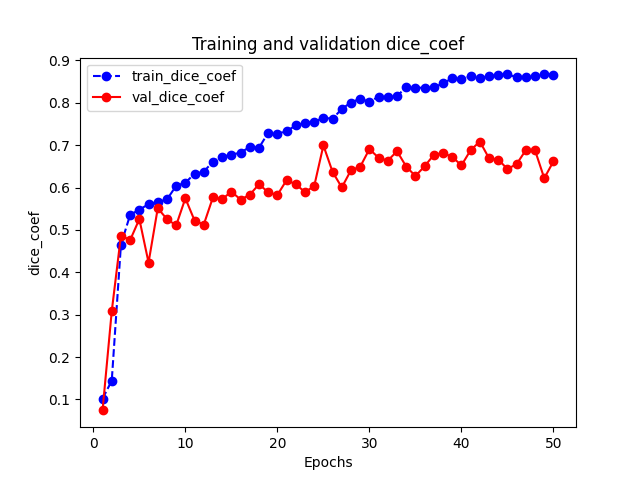 Training and validation dice_coef
train_dice_coef
val_dice_coef
dice_coef
0.9
0.8
0.7
0.6
0.5
0.4
0.3
0.2
0.1
0 10 20 30 40 50
Epochs